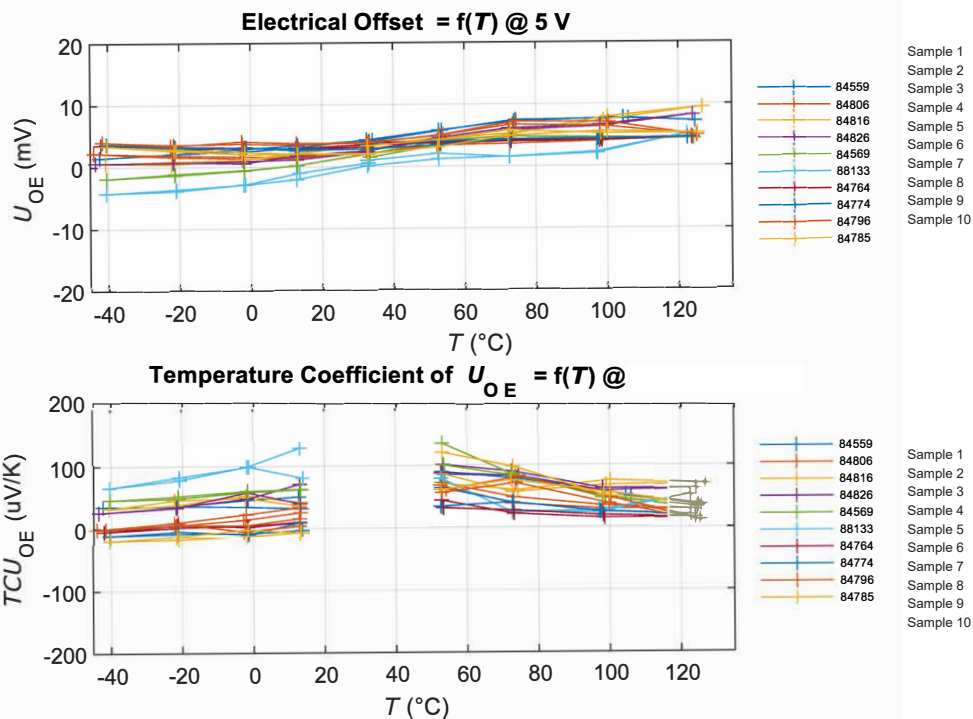 Electrical Offset = f(T) @ 5 V
20
10
0
-10
-20
U_OE (mV)
-40 -20 0 20 40 60 80 100 120
T (°C)
84559
84806
84816
84826
84569
88133
84764
84774
84796
84785
Sample 1
Sample 2
Sample 3
Sample 4
Sample 5
Sample 6
Sample 7
Sample 8
Sample 9
Sample 10
Temperature Coefficient of U_OE = f(T) @
200
100
0
-100
-200
TCU_OE (uV/K)
-40 -20 0 20 40 60 80 100 120
T (°C)
84559
84806
84816
84826
84569
88133
84764
84774
84796
84785
Sample 1
Sample 2
Sample 3
Sample 4
Sample 5
Sample 6
Sample 7
Sample 8
Sample 9
Sample 10